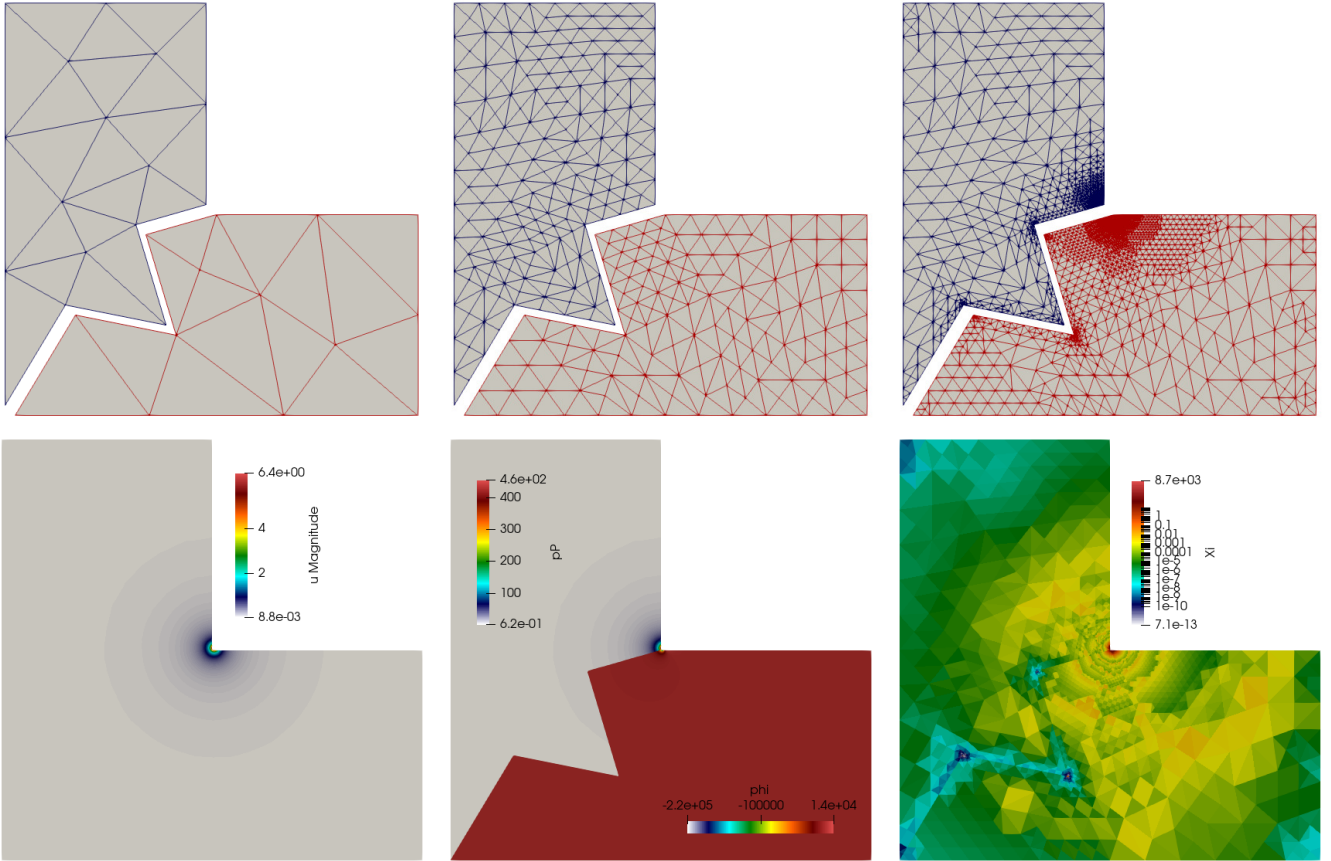 6.4e+00
4
2
8.8e-03
u Magnitude
4.6e+02
400
300
200
100
6.2e-01
pP
phi
-2.2e+05 -100000 1.4e+04
8.7e+03
1
0.1
0.01
0.001
0.0001
1e-5
1e-6
1e-7
1e-8
1e-9
1e-10
7.1e-13
Xi